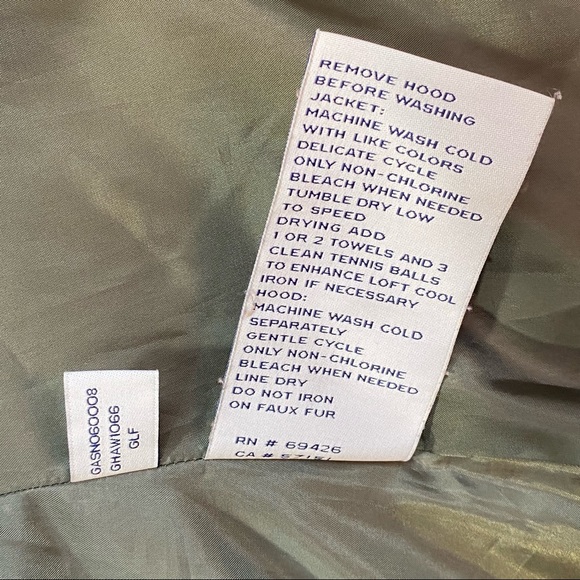 REMOVE HOOD
BEFORE WASHING
JACKET:
MACHINE WASH COLD
WITH LIKE COLORS
DELICATE CYCLE
ONLY NON-CHLORINE
BLEACH WHEN NEEDED
TUMBLE DRY LOW
TO SPEED
DRYING ADD
1 OR 2 TOWELS AND 3
CLEAN TENNIS BALLS
TO ENHANCE LOFT COOL
IRON IF NECESSARY
HOOD:
MACHINE WASH COLD
SEPARATELY
GENTLE CYCLE
ONLY NON-CHLORINE
BLEACH WHEN NEEDED
LINE DRY
DO NOT IRON
ON FAUX FUR
RN # 69426
CA #
GASN060008
GHAW1066
GLF